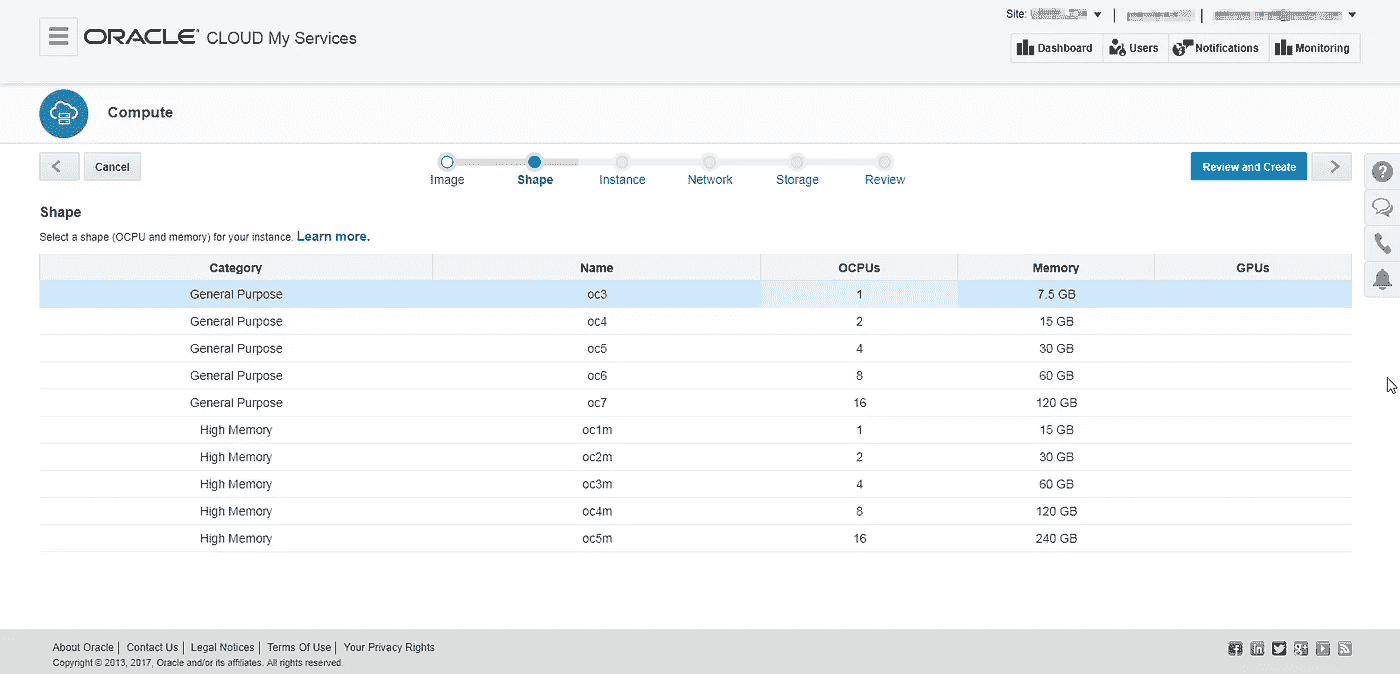 Site:
ORACLE® CLOUD My Services
Dashboard Users Notifications Monitoring
Compute
Cancel
Image Shape Instance Network Storage Review
Review and Create
Shape
Select a shape (OCPU and memory) for your instance. Learn more.
Category Name OCPUs Memory GPUs
General Purpose oc3 1 7.5 GB
General Purpose oc4 2 15 GB
General Purpose oc5 4 30 GB
General Purpose oc6 8 60 GB
General Purpose oc7 16 120 GB
High Memory oc1m 1 15 GB
High Memory oc2m 2 30 GB
High Memory oc3m 4 60 GB
High Memory oc4m 8 120 GB
High Memory oc5m 16 240 GB
About Oracle | Contact Us | Legal Notices | Terms Of Use | Your Privacy Rights
Copyright © 2013, 2017, Oracle and/or its affiliates. All rights reserved.